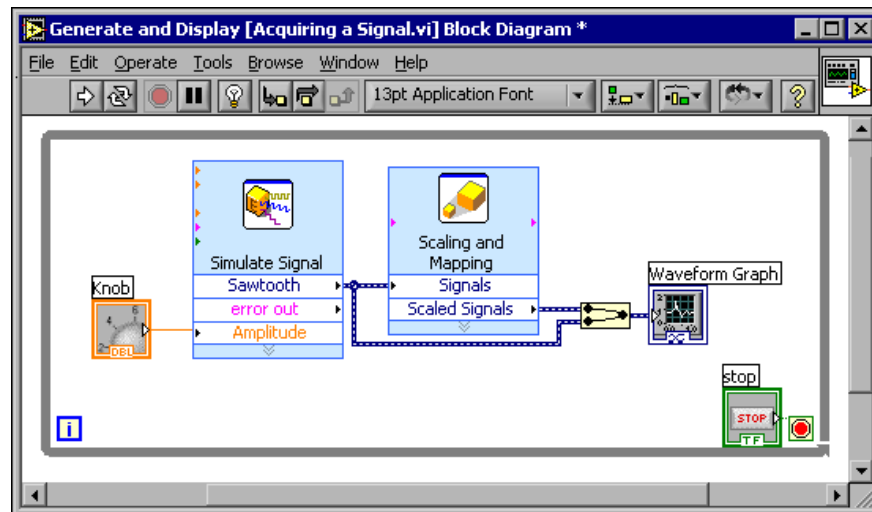 Generate and Display [Acquiring a Signal.vi] Block Diagram *
File Edit Operate Tools Browse Window Help
13pt Application Font
Simulate Signal
Sawtooth
error out
Amplitude
Scaling and
Mapping
Signals
Scaled Signals
Knob
DBL
Waveform Graph
stop
STOP
TF
i